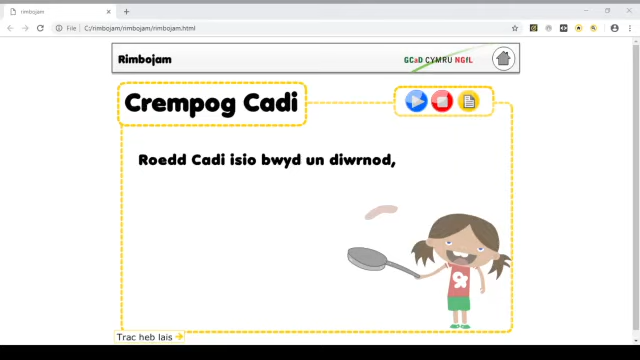 rimbojam
File
C:/rimbojam/rimbojam/rimbojam.html
Rimbojam
GCaD CYMRU NGfL
Crempog Cadi
Roedd Cadi isio bwyd un diwrnod,
Trac heb lais